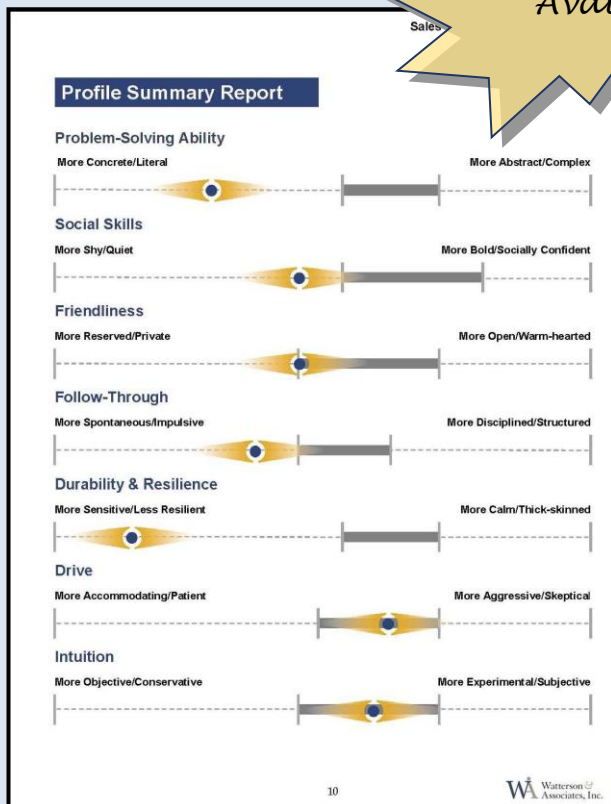 Sales
Profile Summary Report
Problem-Solving Ability
More Concrete/Literal More Abstract/Complex
Social Skills
More Shy/Quiet More Bold/Socially Confident
Friendliness
More Reserved/Private More Open/Warm-hearted
Follow-Through
More Spontaneous/Impulsive More Disciplined/Structured
Durability & Resilience
More Sensitive/Less Resilient More Calm/Thick-skinned
Drive
More Accommodating/Patient More Aggressive/Skeptical
Intuition
More Objective/Conservative More Experimental/Subjective
10
WA Watterson &
Associates, Inc.